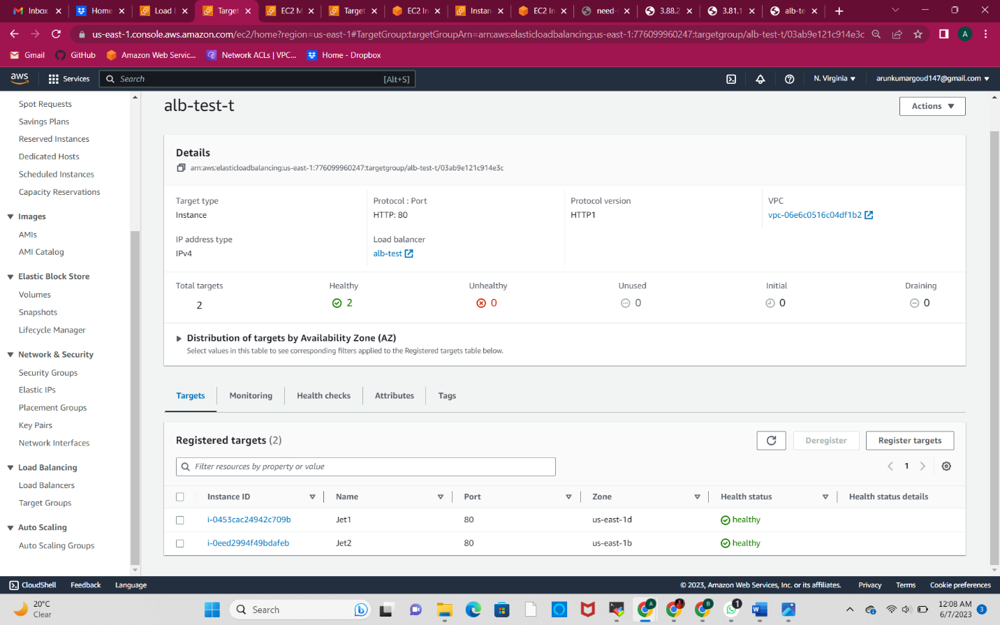 Inbox
Home
Load
Target
EC2 M
Target
EC2 In
Instan
EC2 In
need-
3.88.2
3.81.1
alb-te
us-east-1.console.aws.amazon.com/ec2/home?region=us-east-1#TargetGroup:targetGroupArn=arn:aws:elasticloadbalancing:us-east-1:776099960247:targetgroup/alb-test-t/03ab9e121c914e3c
A
Gmail
GitHub
Amazon Web Servic...
Network ACLs | VPC...
Home - Dropbox
aws
Services
Search
[Alt+S]
N. Virginia
arunkumargoud147@gmail.com
Spot Requests
Savings Plans
Reserved Instances
Dedicated Hosts
Scheduled Instances
Capacity Reservations
Images
AMIs
AMI Catalog
Elastic Block Store
Volumes
Snapshots
Lifecycle Manager
Network & Security
Security Groups
Elastic IPs
Placement Groups
Key Pairs
Network Interfaces
Load Balancing
Load Balancers
Target Groups
Auto Scaling
Auto Scaling Groups
alb-test-t
Actions
Details
arn:aws:elasticloadbalancing:us-east-1:776099960247:targetgroup/alb-test-t/03ab9e121c914e3c
Target type
Instance
Protocol : Port
HTTP: 80
Protocol version
HTTP1
VPC
vpc-06e6c0516c04df1b2
IP address type
IPv4
Load balancer
alb-test
Total targets
2
Healthy
2
Unhealthy
0
Unused
0
Initial
0
Draining
0
Distribution of targets by Availability Zone (AZ)
Select values in this table to see corresponding filters applied to the Registered targets table below.
Targets
Monitoring
Health checks
Attributes
Tags
Registered targets (2)
Deregister
Register targets
Filter resources by property or value
1
Instance ID Name Port Zone Health status Health status details
i-0453cac24942c709b Jet1 80 us-east-1d healthy
i-0eed2994f49bdafeb Jet2 80 us-east-1b healthy
CloudShell
Feedback
Language
© 2023, Amazon Web Services, Inc. or its affiliates.
Privacy
Terms
Cookie preferences
20°C
Clear
Search
A
B
1
W
12:08 AM
6/7/2023
3